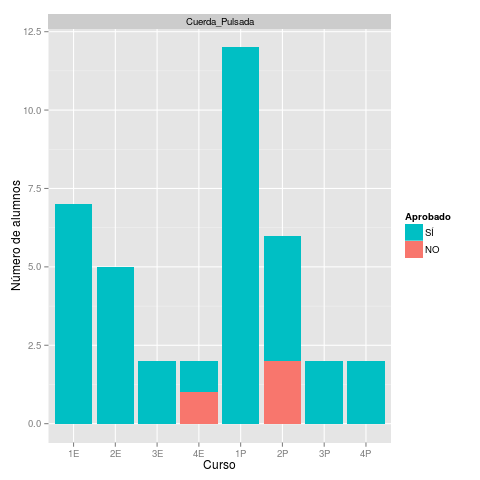 Cuerda_Pulsada
12.5
10.0
7.5
5.0
2.5
0.0
Número de alumnos
1E 2E 3E 4E 1P 2P 3P 4P
Curso
Aprobado
SÍ
NO